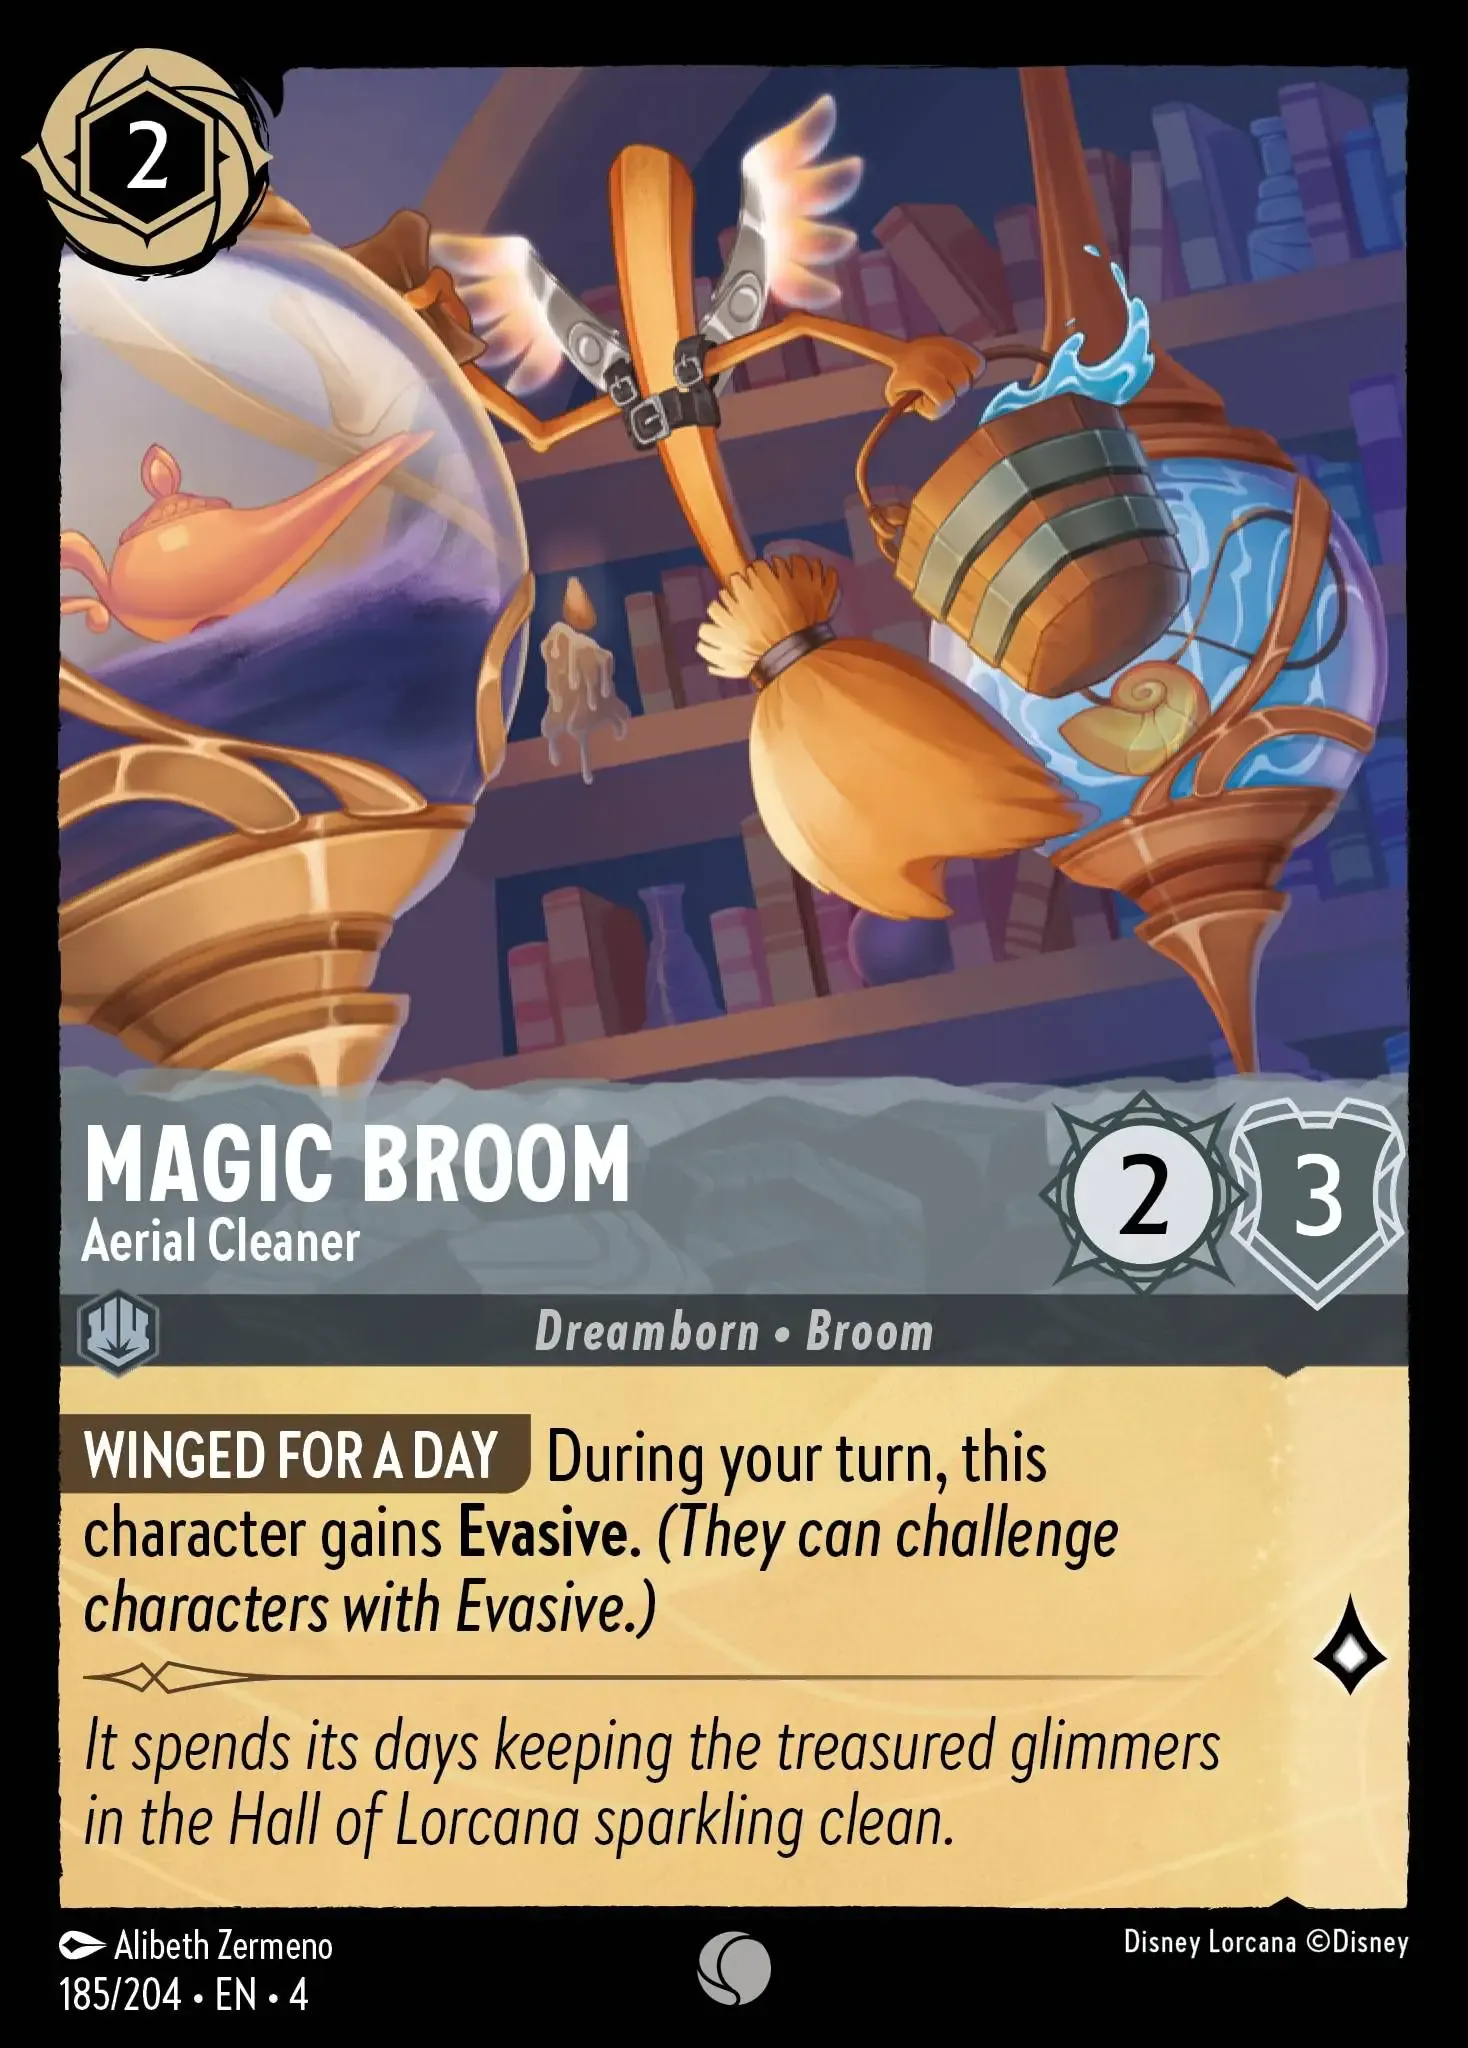 2
MAGIC BROOM
Aerial Cleaner
2 3
Dreamborn • Broom
WINGED FOR A DAY During your turn, this
character gains Evasive. (They can challenge
characters with Evasive.)
It spends its days keeping the treasured glimmers
in the Hall of Lorcana sparkling clean.
Alibeth Zermeno
185/204 • EN • 4
Disney Lorcana ©Disney